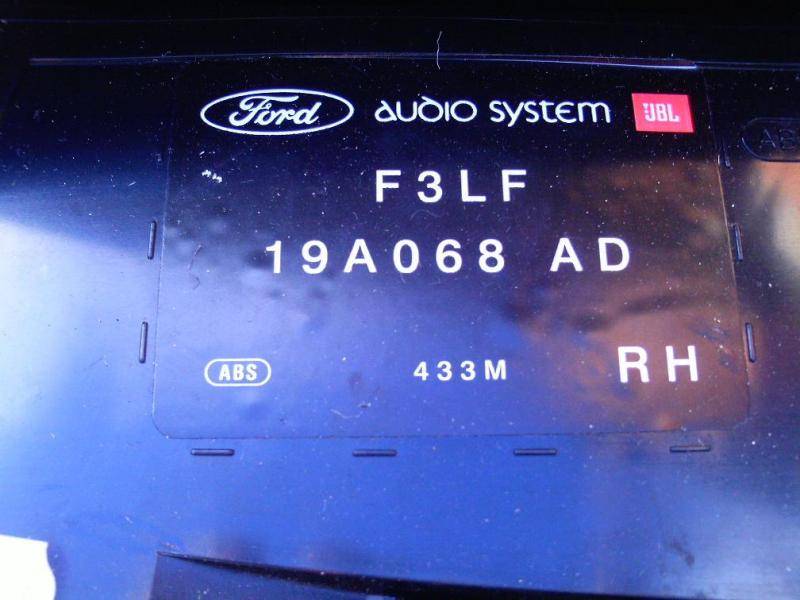 Ford AUDIO SYSTEM JBL
F3LF
19A068 AD
ABS 433M RH